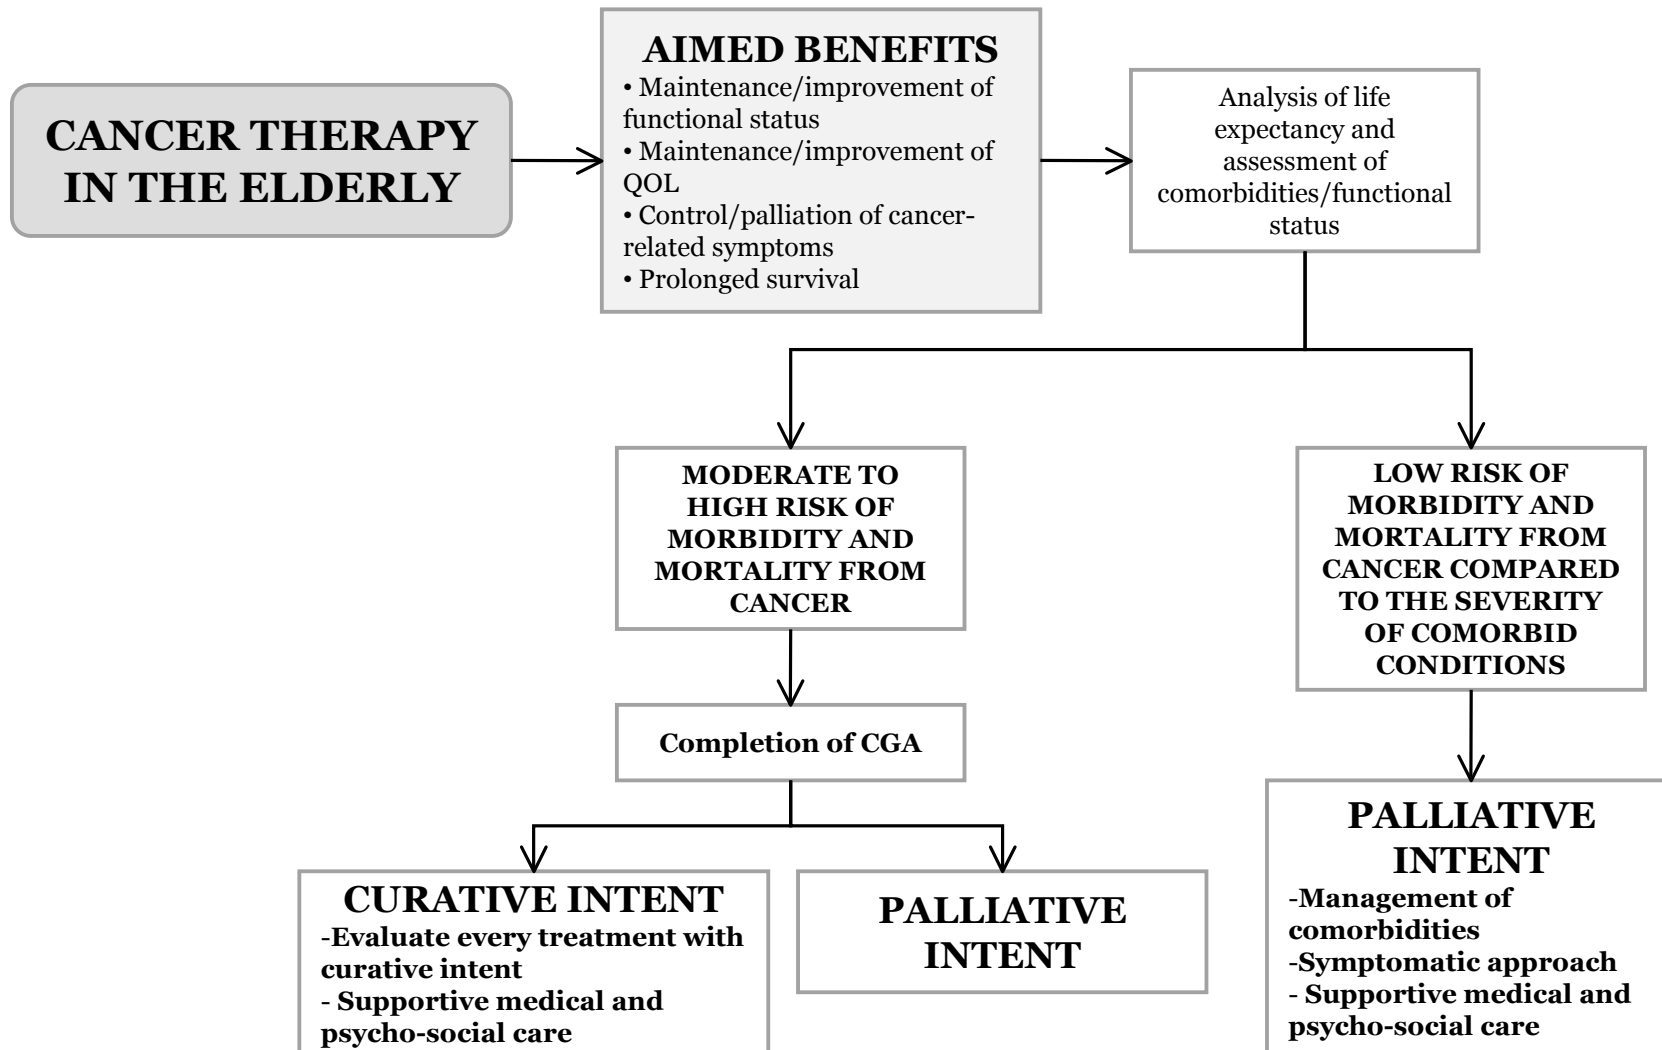 CANCER THERAPY
IN THE ELDERLY
AIMED BENEFITS
• Maintenance/improvement of
functional status
• Maintenance/improvement of
QOL
• Control/palliation of cancer-
related symptoms
• Prolonged survival
Analysis of life
expectancy and
assessment of
comorbidities/functional
status
MODERATE TO
HIGH RISK OF
MORBIDITY AND
MORTALITY FROM
CANCER
LOW RISK OF
MORBIDITY AND
MORTALITY FROM
CANCER COMPARED
TO THE SEVERITY
OF COMORBID
CONDITIONS
Completion of CGA
CURATIVE INTENT
-Evaluate every treatment with
curative intent
- Supportive medical and
psycho-social care
PALLIATIVE
INTENT
PALLIATIVE
INTENT
-Management of
comorbidities
-Symptomatic approach
- Supportive medical and
psycho-social care